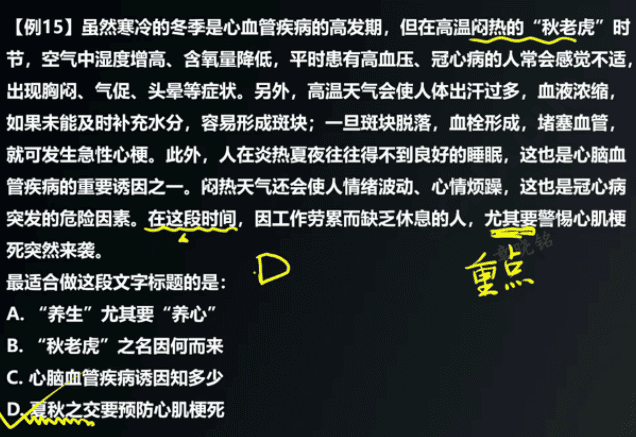 【例15】虽然寒冷的冬季是心血管疾病的高发期，但在高温闷热的“秋老虎”时
节，空气中湿度增高、含氧量降低，平时患有高血压、冠心病的人常会感觉不适，
出现胸闷、气促、头晕等症状。另外，高温天气会使人体出汗过多，血液浓缩，
如果未能及时补充水分，容易形成斑块；一旦斑块脱落，血栓形成，堵塞血管，
就可发生急性心梗。此外，人在炎热夏夜往往得不到良好的睡眠，这也是心脑血
管疾病的重要诱因之一。闷热天气还会使人情绪波动、心情烦躁，这也是冠心病
突发的危险因素。在这段时间，因工作劳累而缺乏休息的人，尤其要警惕心肌梗
死突然来袭。
D
重点
最适合做这段文字标题的是：
A. “养生”尤其要“养心”
B. “秋老虎”之名因何而来
C. 心脑血管疾病诱因知多少
D. 夏秋之交要预防心肌梗死